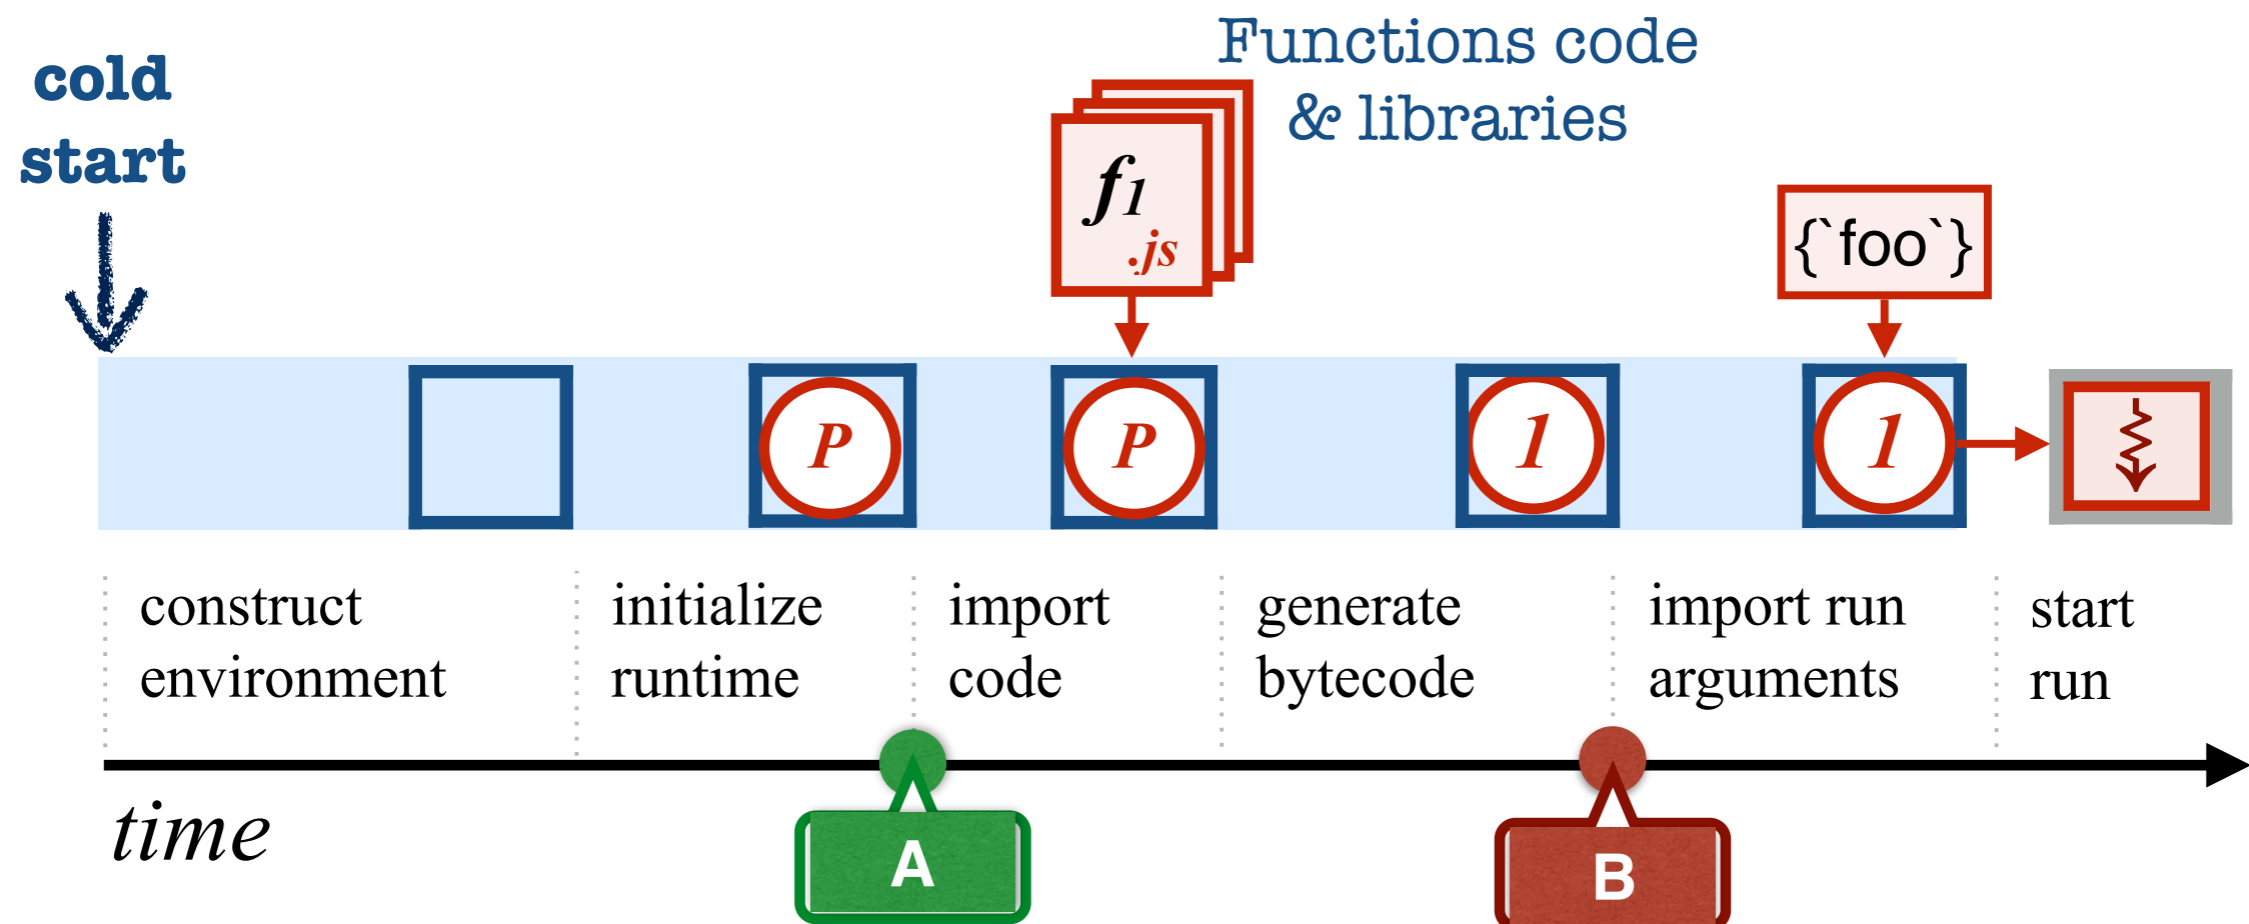 Functions code
& libraries
cold
start
f1
.js
{`foo`}
P
P
1
1
construct
environment
initialize
runtime
import
code
generate
bytecode
import run
arguments
start
run
time
A
B